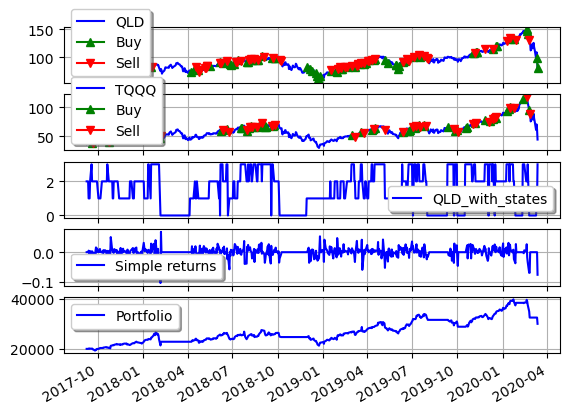 150
100
QLD
Buy
Sell
100
50
TQQQ
Buy
Sell
2
0
QLD_with_states
0.0
−0.1
Simple returns
40000
20000
Portfolio
2017-10
2018-01
2018-04
2018-07
2018-10
2019-01
2019-04
2019-07
2019-10
2020-01
2020-04